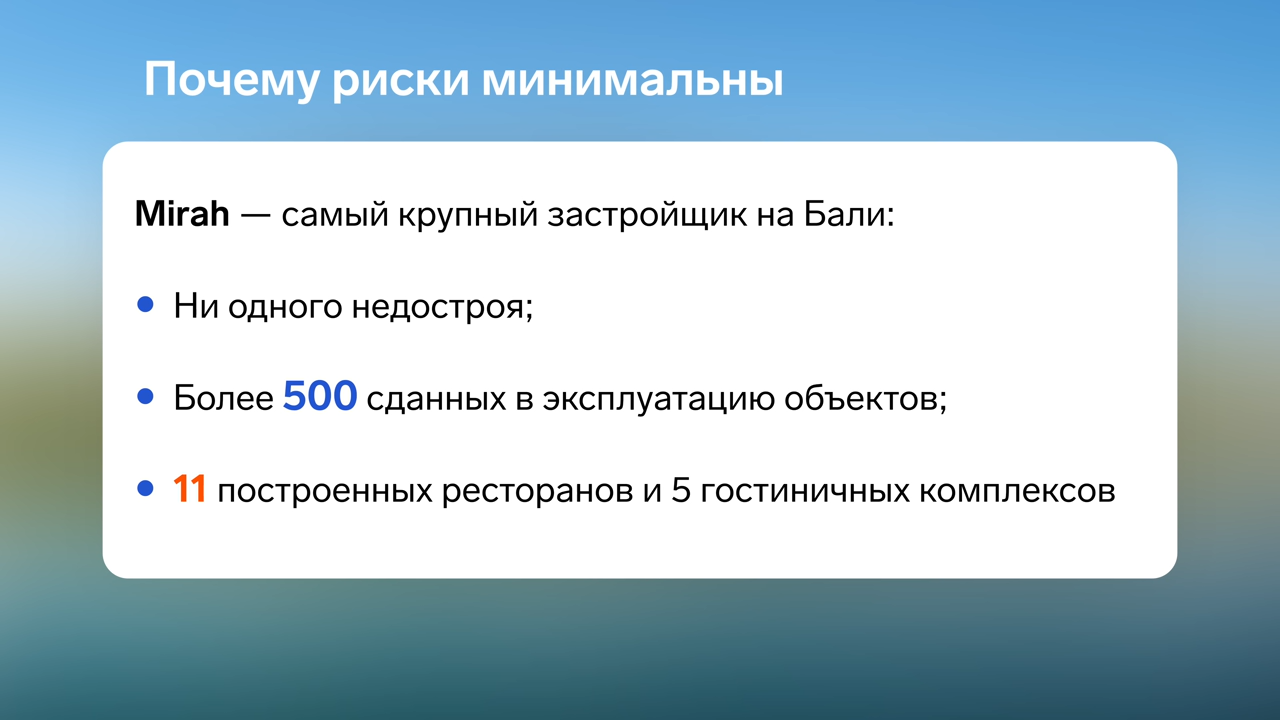 Почему риски минимальны
Mirah — самый крупный застройщик на Бали:
• Ни одного недостроя;
• Более 500 сданных в эксплуатацию объектов;
• 11 построенных ресторанов и 5 гостиничных комплексов